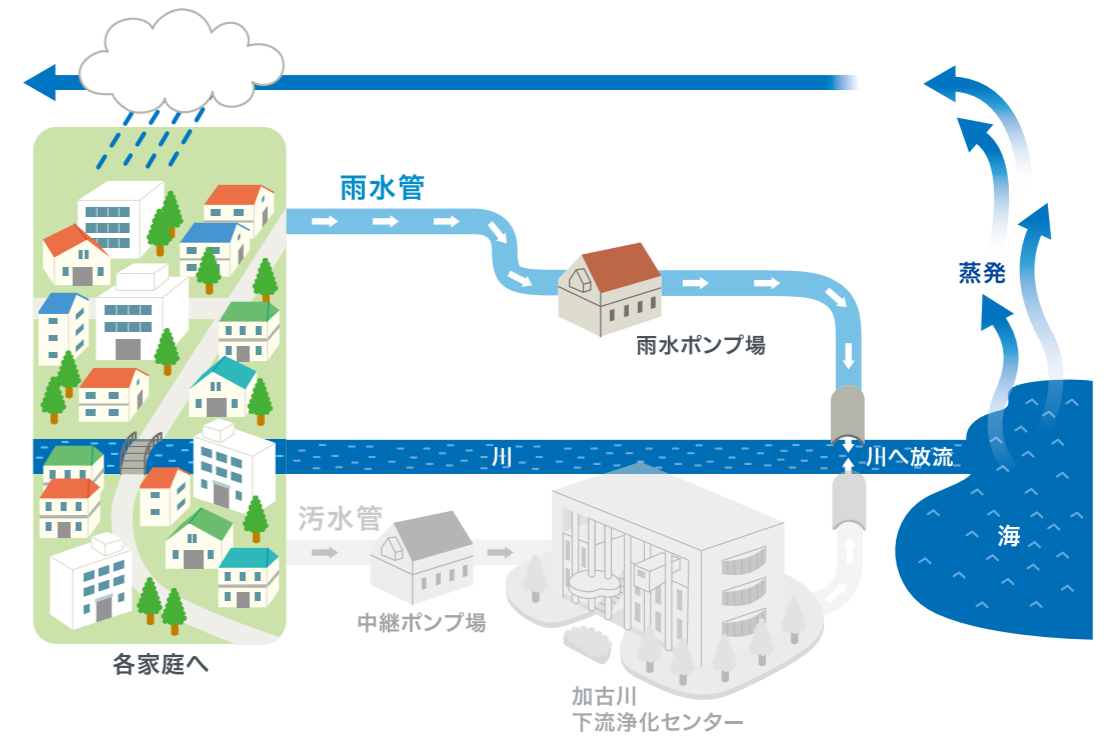 雨水管
蒸発
雨水ポンプ場
川
川へ放流
汚水管
海
中継ポンプ場
各家庭へ
加古川
下流浄化センター